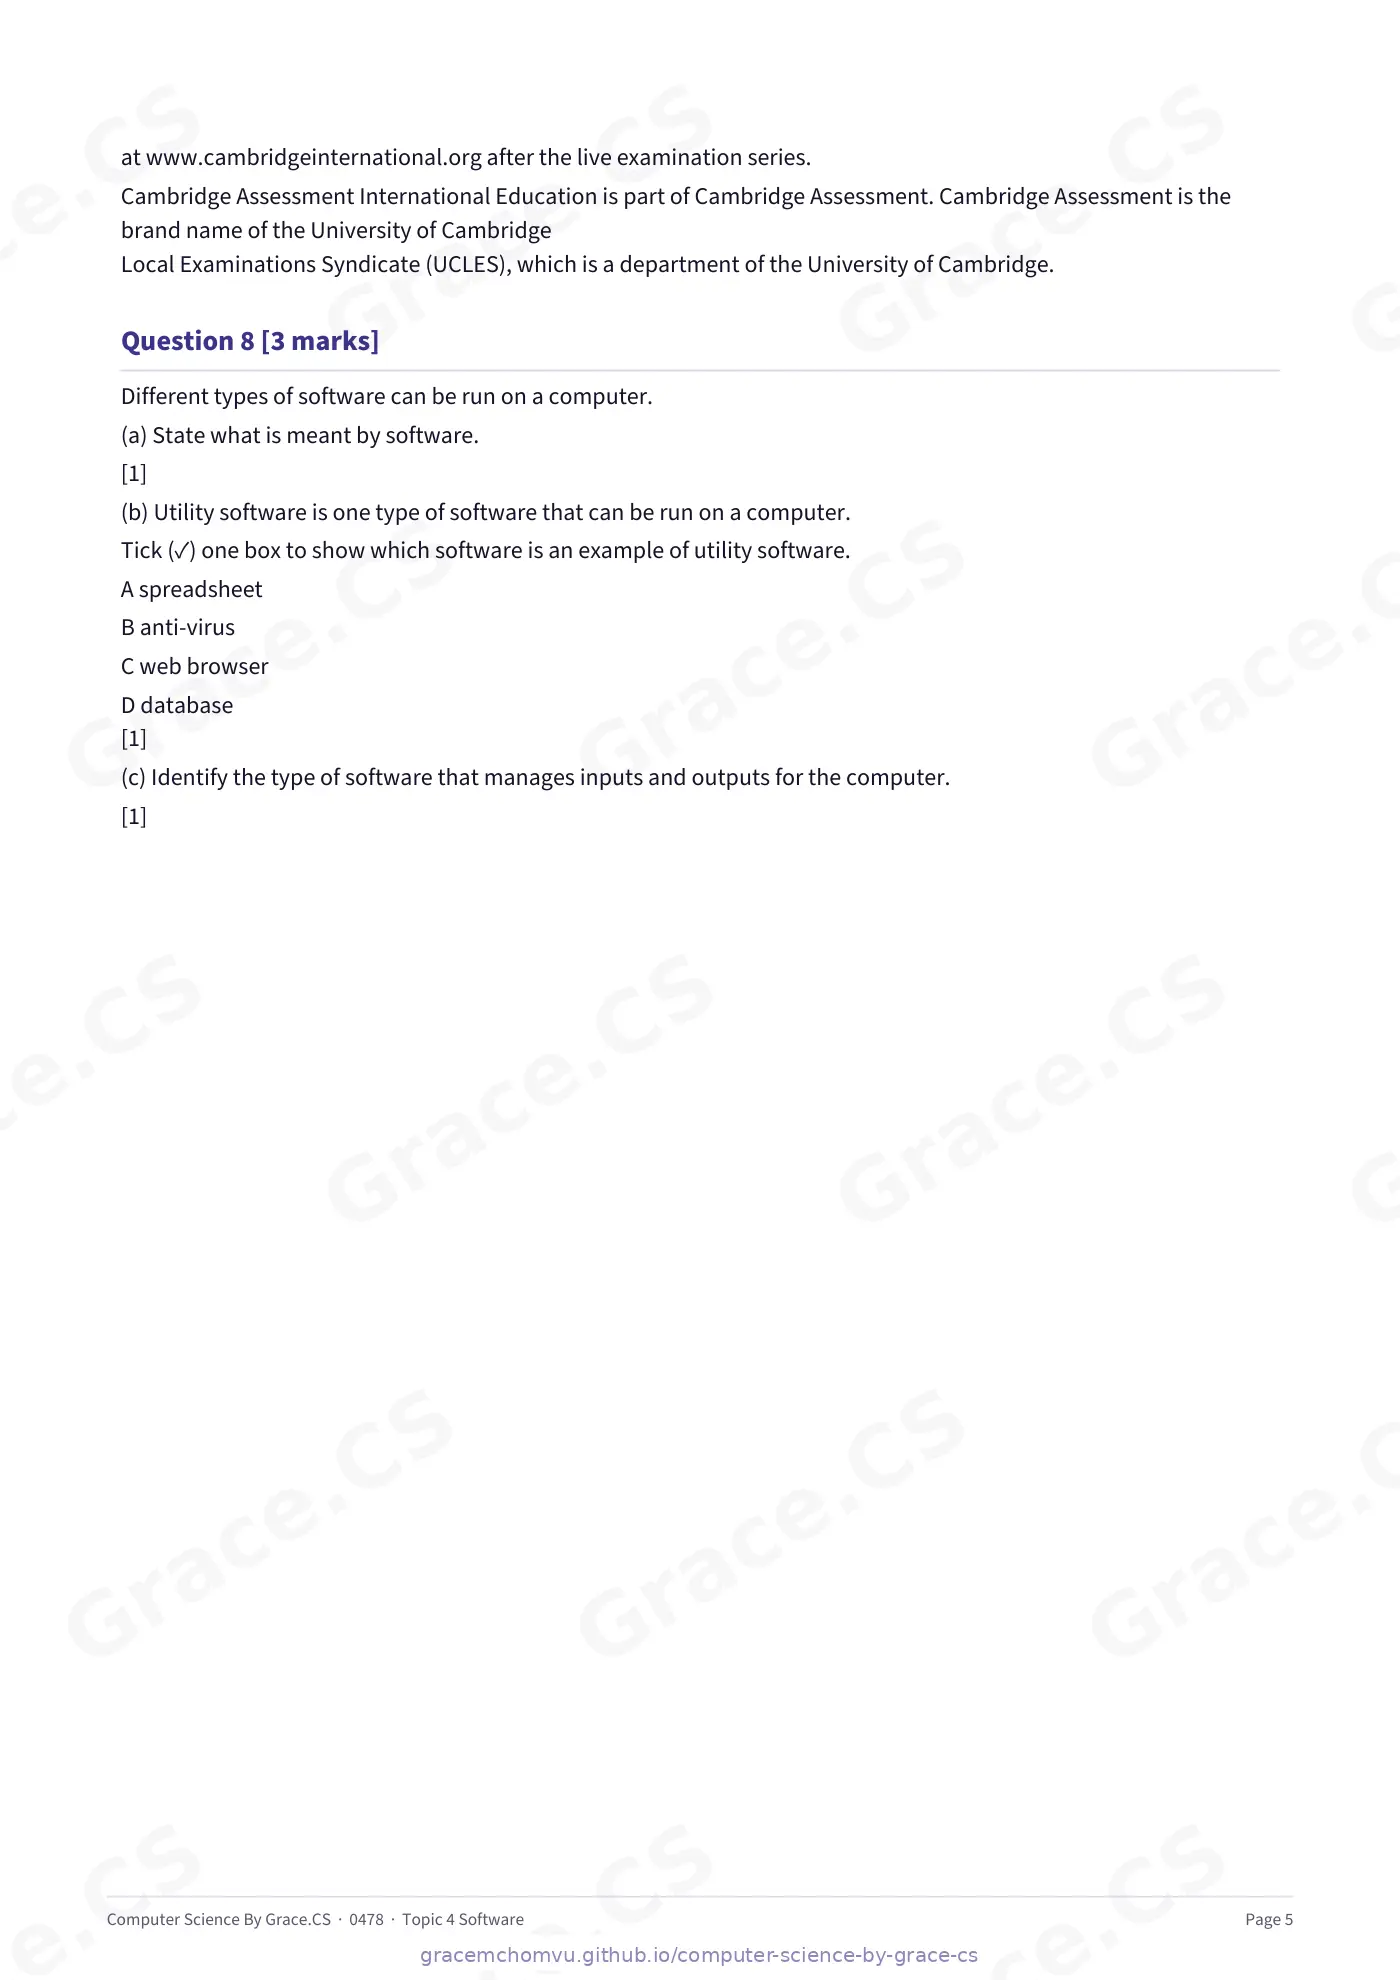 at www.cambridgeinternational.org after the live examination series.
Cambridge Assessment International Education is part of Cambridge Assessment. Cambridge Assessment is the
brand name of the University of Cambridge
Local Examinations Syndicate (UCLES), which is a department of the University of Cambridge.
Question 8 [3 marks]
Different types of software can be run on a computer.
(a) State what is meant by software.
[1]
(b) Utility software is one type of software that can be run on a computer.
Tick (✓) one box to show which software is an example of utility software.
A spreadsheet
B anti-virus
C web browser
D database
[1]
(c) Identify the type of software that manages inputs and outputs for the computer.
[1]
Computer Science By Grace.CS · 0478 · Topic 4 Software
Page 5
gracemchomvu.github.io/computer-science-by-grace-cs
Grace.CS